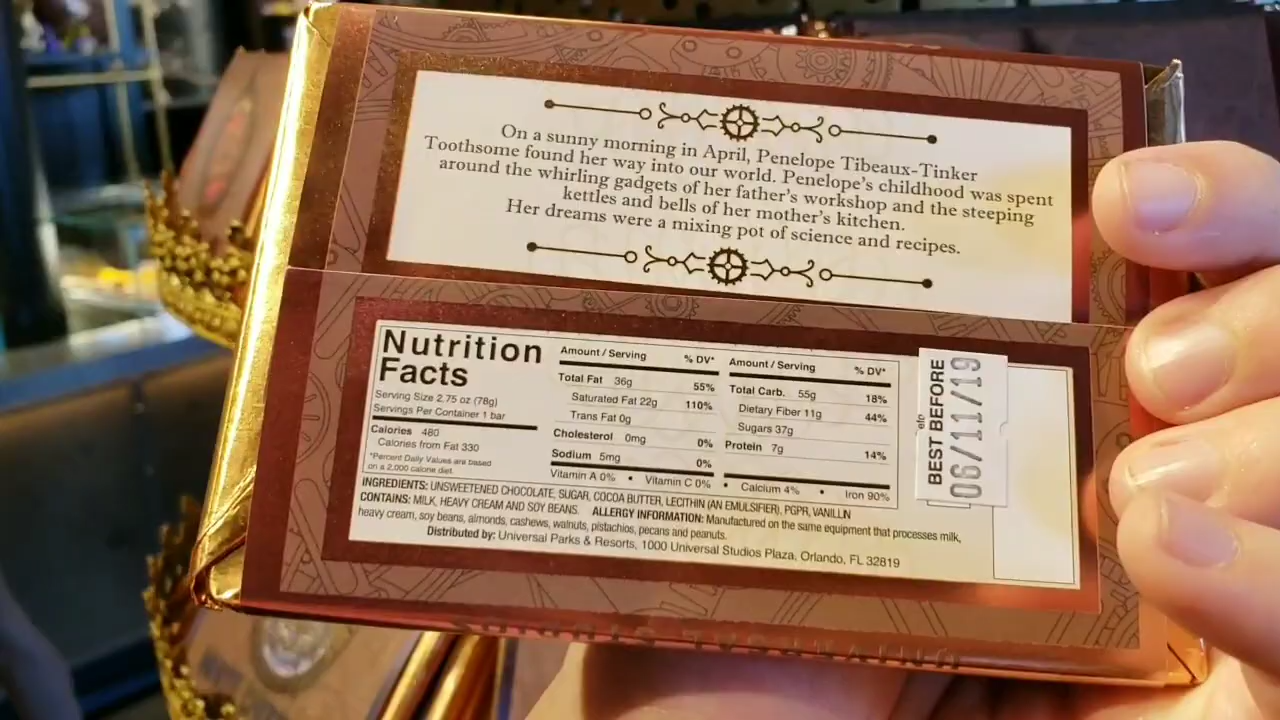 On a sunny morning in April, Penelope Tibeaux-Tinker
Toothsome found her way into our world. Penelope's childhood was spent
around the whirling gadgets of her father's workshop and the steeping
kettles and bells of her mother's kitchen.
Her dreams were a mixing pot of science and recipes.
Nutrition
Facts
Serving Size 2.75 oz (78g)
Servings Per Container 1 bar
Calories 480
Calories from Fat 330
*Percent Daily Values are based
on a 2,000 calorie diet.
Amount / Serving % DV*
Total Fat 36g 55%
Saturated Fat 22g 110%
Trans Fat 0g
Cholesterol 0mg 0%
Sodium 5mg 0%
Amount / Serving % DV*
Total Carb. 55g 18%
Dietary Fiber 11g 44%
Sugars 37g
Protein 7g 14%
Vitamin A 0% • Vitamin C 0% • Calcium 4% • Iron 90%
INGREDIENTS: UNSWEETENED CHOCOLATE, SUGAR, COCOA BUTTER, LECITHIN (AN EMULSIFIER), PGPR, VANILLIN
CONTAINS: MILK, HEAVY CREAM AND SOY BEANS. ALLERGY INFORMATION: Manufactured on the same equipment that processes milk,
heavy cream, soy beans, almonds, cashews, walnuts, pistachios, pecans and peanuts.
Distributed by: Universal Parks & Resorts, 1000 Universal Studios Plaza, Orlando, FL 32819
BEST BEFORE
06/11/19